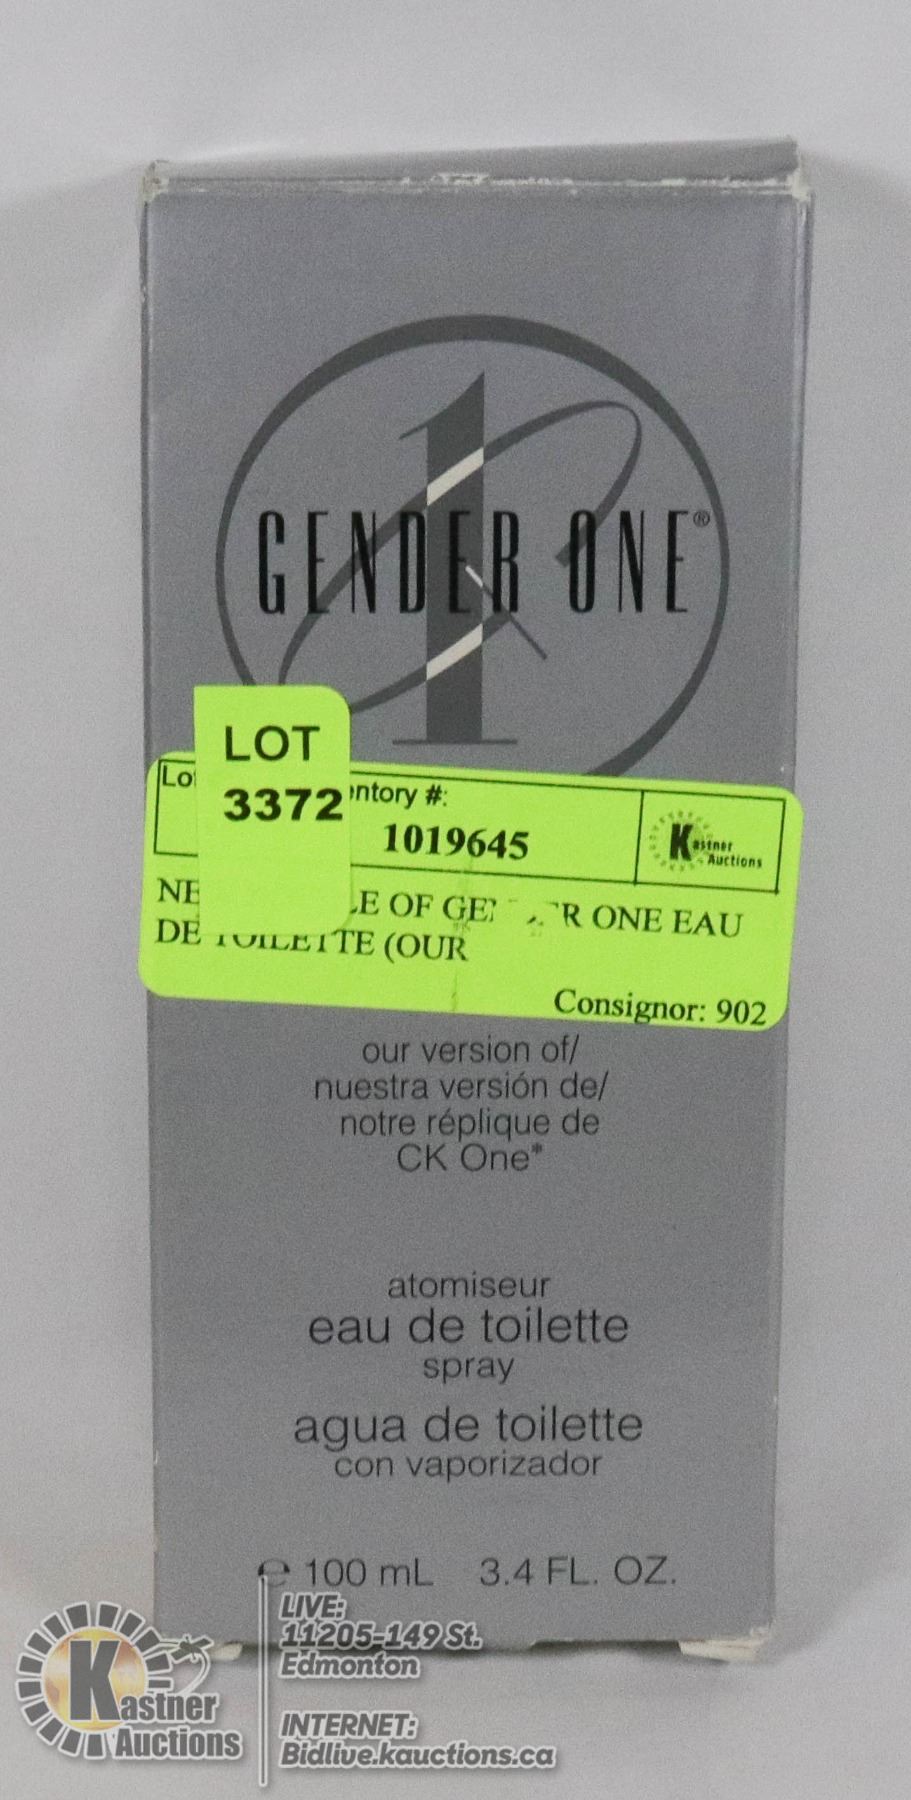 1
GENDER ONE®
LOT
3372
Lo
ntory #:
1019645
Kastner
Auctions
NE LE OF GE R ONE EAU
DE TOILETTE (OUR
Consignor: 902
our version of/
nuestra versión de/
notre réplique de
CK One*
atomiseur
eau de toilette
spray
agua de toilette
con vaporizador
℮ 100 mL 3.4 FL. OZ.
Kastner
Auctions
LIVE:
11205-149 St.
Edmonton
INTERNET:
Bidlive.kauctions.ca